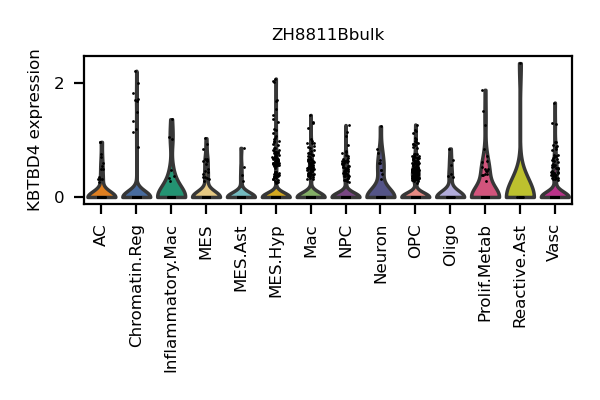 ZH8811Bbulk
KBTBD4 expression
2
0
AC
Chromatin.Reg
Inflammatory.Mac
MES
MES.Ast
MES.Hyp
Mac
NPC
Neuron
OPC
Oligo
Prolif.Metab
Reactive.Ast
Vasc